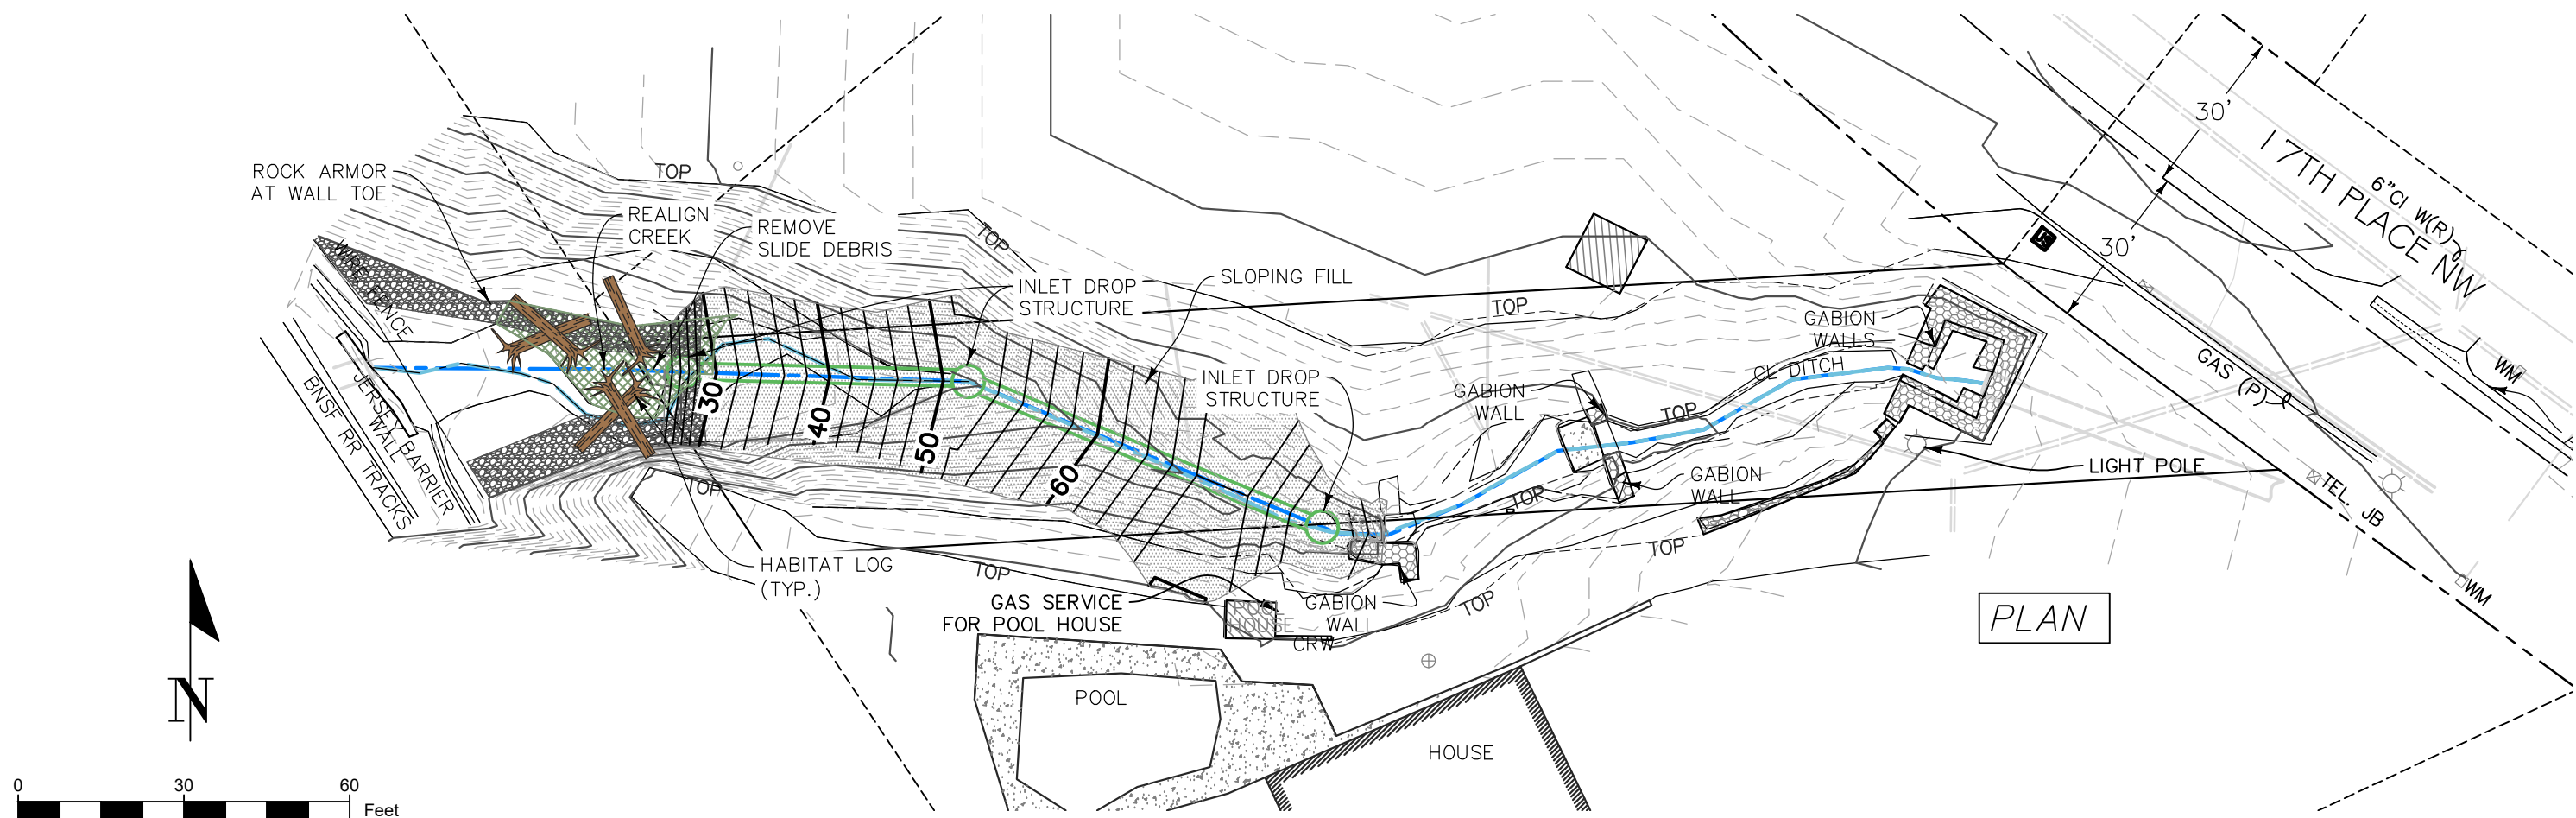 30'
17TH PLACE NW
6"CI W(R)
30'
ROCK ARMOR
AT WALL TOE
TOP
REALIGN
CREEK
REMOVE
SLIDE DEBRIS
TOP
INLET DROP
STRUCTURE
SLOPING FILL
TOP
GABION
WALLS
WIRE FENCE
CL DITCH
GAS (P)
WM
INLET DROP
STRUCTURE
GABION
WALL
TOP
JERSEY BARRIER
WALL
BNSF RR TRACKS
30
40
50
60
LIGHT POLE
GABION
WALL
TOP
TOP
TEL. JB
TOP
HABITAT LOG
(TYP.)
TOP
WM
GAS SERVICE
FOR POOL HOUSE
POOL
HOUSE
GABION
WALL
CRW
TOP
PLAN
POOL
HOUSE
N
0 30 60
Feet